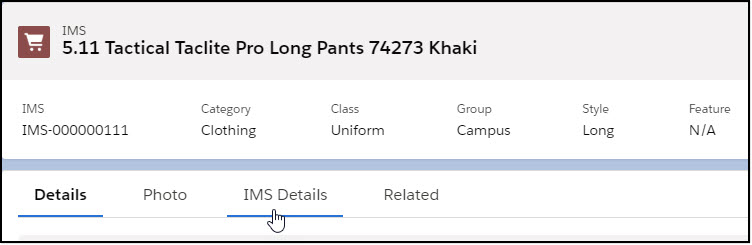 IMS
5.11 Tactical Taclite Pro Long Pants 74273 Khaki
IMS Category Class Group Style Feature
IMS-000000111 Clothing Uniform Campus Long N/A
Details Photo IMS Details Related